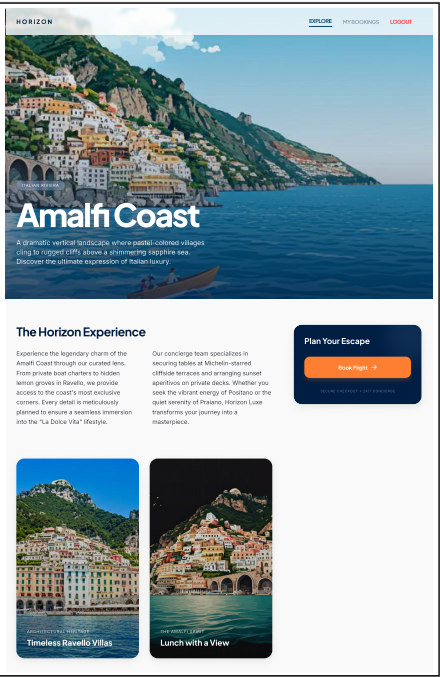 HORIZON
EXPLORE MY BOOKINGS LOGOUT
ITALIAN RIVIERA
Amalfi Coast
A dramatic vertical landscape where pastel-colored villages
cling to rugged cliffs above a shimmering sapphire sea.
Discover the ultimate expression of Italian luxury.
The Horizon Experience
Experience the legendary charm of the
Amalfi Coast through our curated lens.
From private boat charters to hidden
lemon groves in Ravello, we provide
access to the coast's most exclusive
corners. Every detail is meticulously
planned to ensure a seamless immersion
into the "La Dolce Vita" lifestyle.
Our concierge team specializes in
securing tables at Michelin-starred
cliffside terraces and arranging sunset
aperitivos on private decks. Whether you
seek the vibrant energy of Positano or the
quiet serenity of Praiano, Horizon Luxe
transforms your journey into a
masterpiece.
Plan Your Escape
Book Flight →
SECURE CHECKOUT • 24/7 CONCIERGE
ARCHITECTURAL HERITAGE
Timeless Ravello Villas
THE AMALFI SPIRIT
Lunch with a View